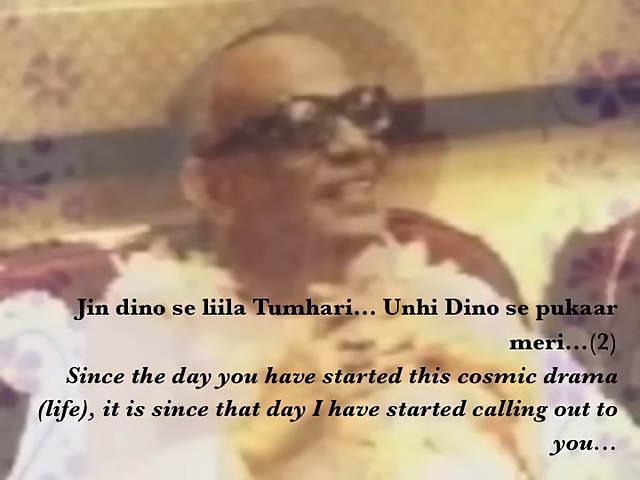 Jin dino se liila Tumhari... Unhi Dino se pukaar
meri...(2)
Since the day you have started this cosmic drama
(life), it is since that day I have started calling out to
you...